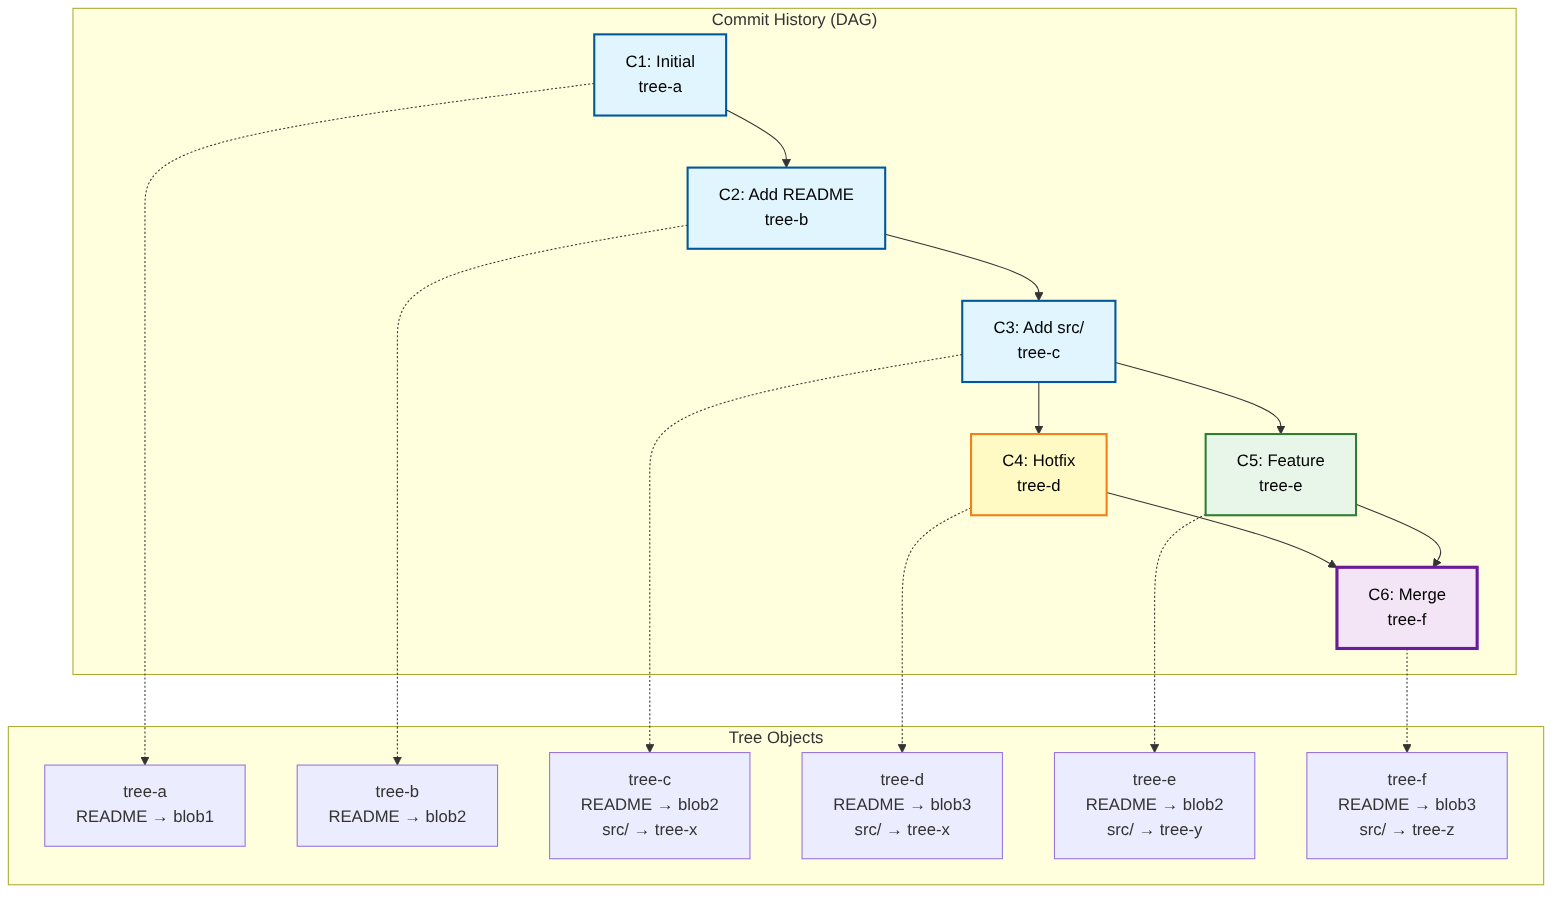 Commit History (DAG)
C1: Initial
tree-a
C2: Add README
tree-b
C3: Add src/
tree-c
C4: Hotfix
tree-d
C5: Feature
tree-e
C6: Merge
tree-f
Tree Objects
tree-a
README → blob1
tree-b
README → blob2
tree-c
README → blob2
src/ → tree-x
tree-d
README → blob3
src/ → tree-x
tree-e
README → blob2
src/ → tree-y
tree-f
README → blob3
src/ → tree-z